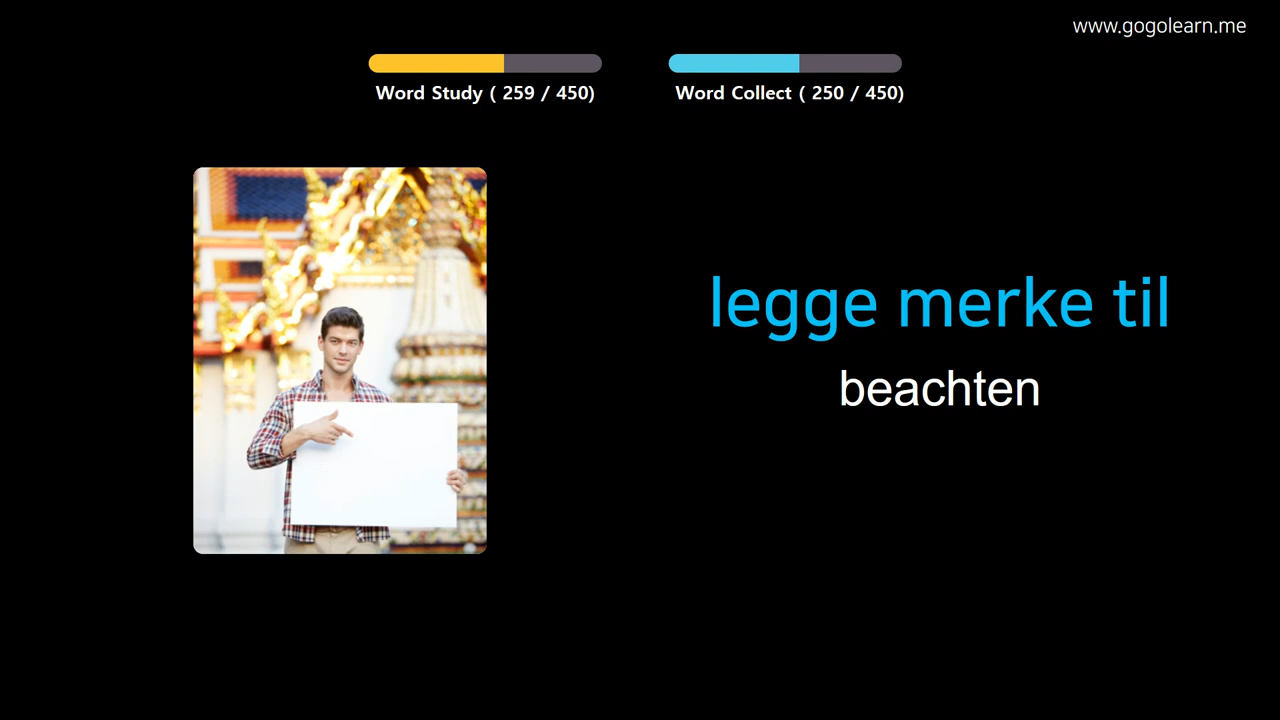 www.gogolearn.me
Word Study ( 259 / 450)
Word Collect ( 250 / 450)
legge merke til
beachten